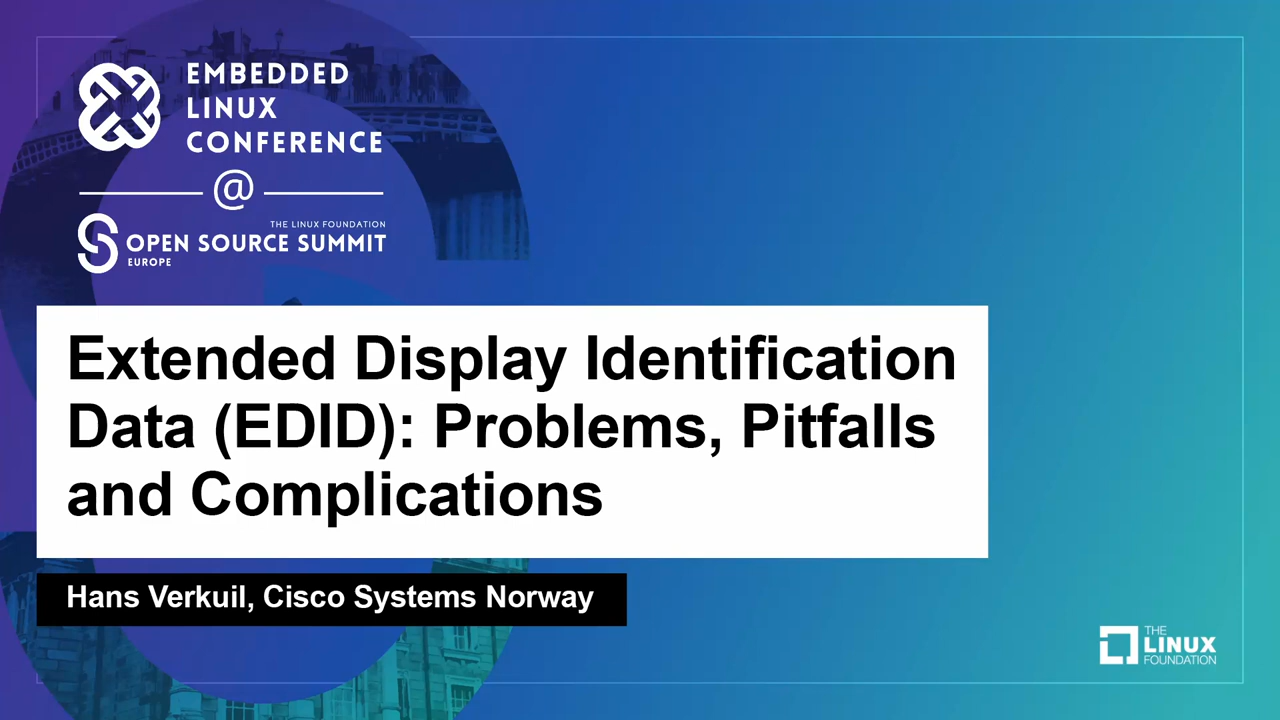 EMBEDDED
LINUX
CONFERENCE
@
THE LINUX FOUNDATION
OPEN SOURCE SUMMIT
EUROPE
Extended Display Identification
Data (EDID): Problems, Pitfalls
and Complications
Hans Verkuil, Cisco Systems Norway
THE
LINUX
FOUNDATION